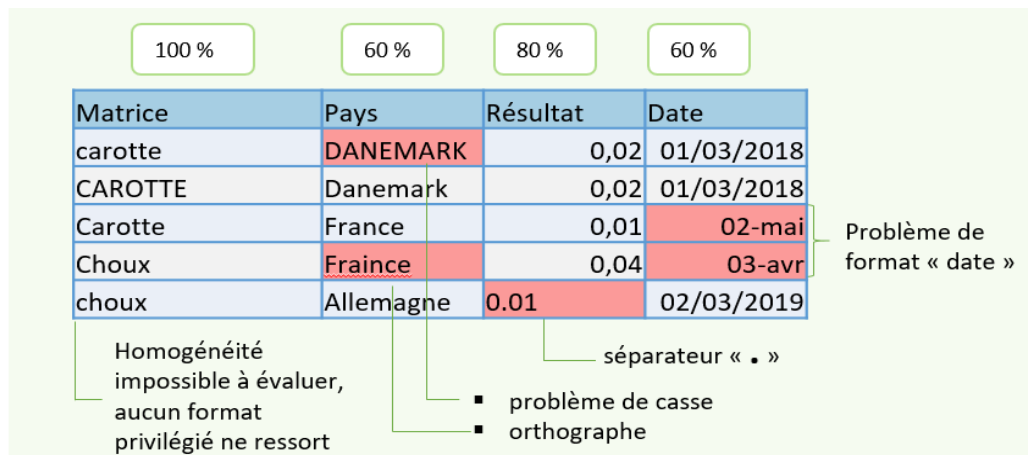 100 % 60 % 80 % 60 %
Matrice Pays Résultat Date
carotte DANEMARK 0,02 01/03/2018
CAROTTE Danemark 0,02 01/03/2018
Carotte France 0,01 02-mai
Choux Fraince 0,04 03-avr
choux Allemagne 0.01 02/03/2019
Problème de
format « date »
Homogénéité
impossible à évaluer,
aucun format
privilégié ne ressort
séparateur « . »
▪ problème de casse
▪ orthographe